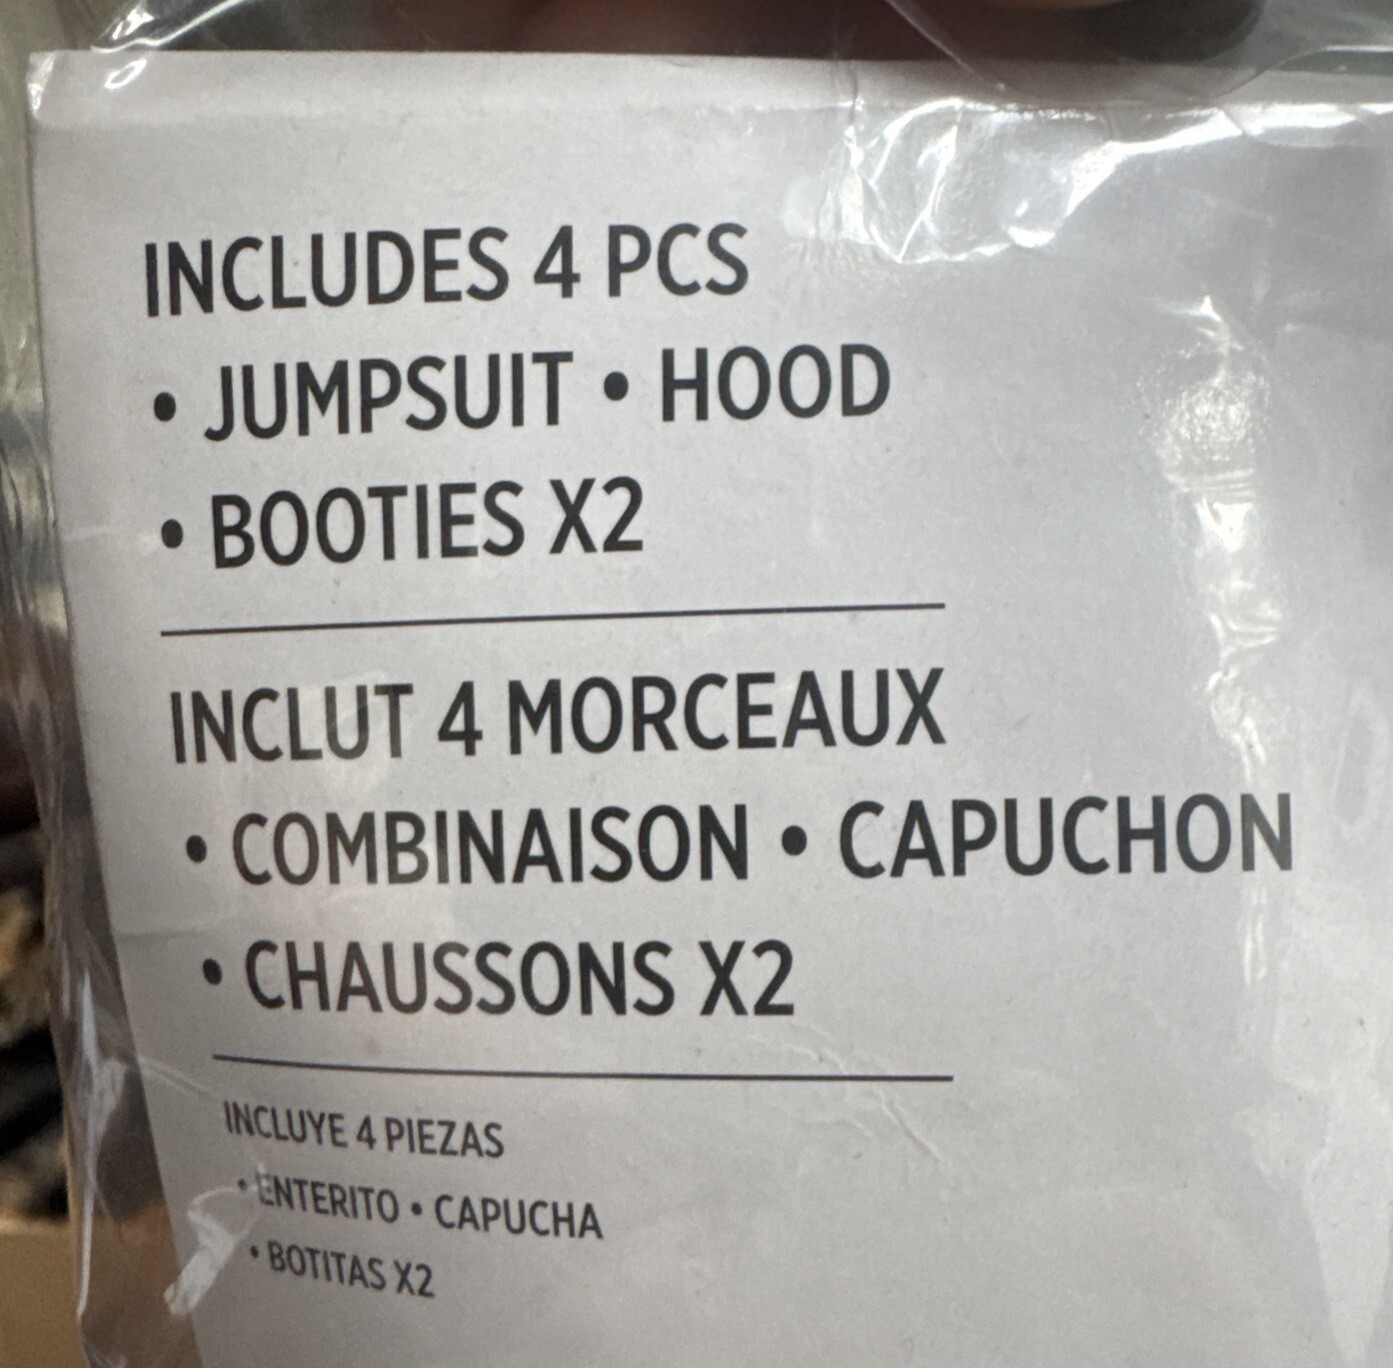 INCLUDES 4 PCS
• JUMPSUIT • HOOD
• BOOTIES X2
INCLUT 4 MORCEAUX
• COMBINAISON • CAPUCHON
• CHAUSSONS X2
INCLUYE 4 PIEZAS
• ENTERITO • CAPUCHA
• BOTITAS X2